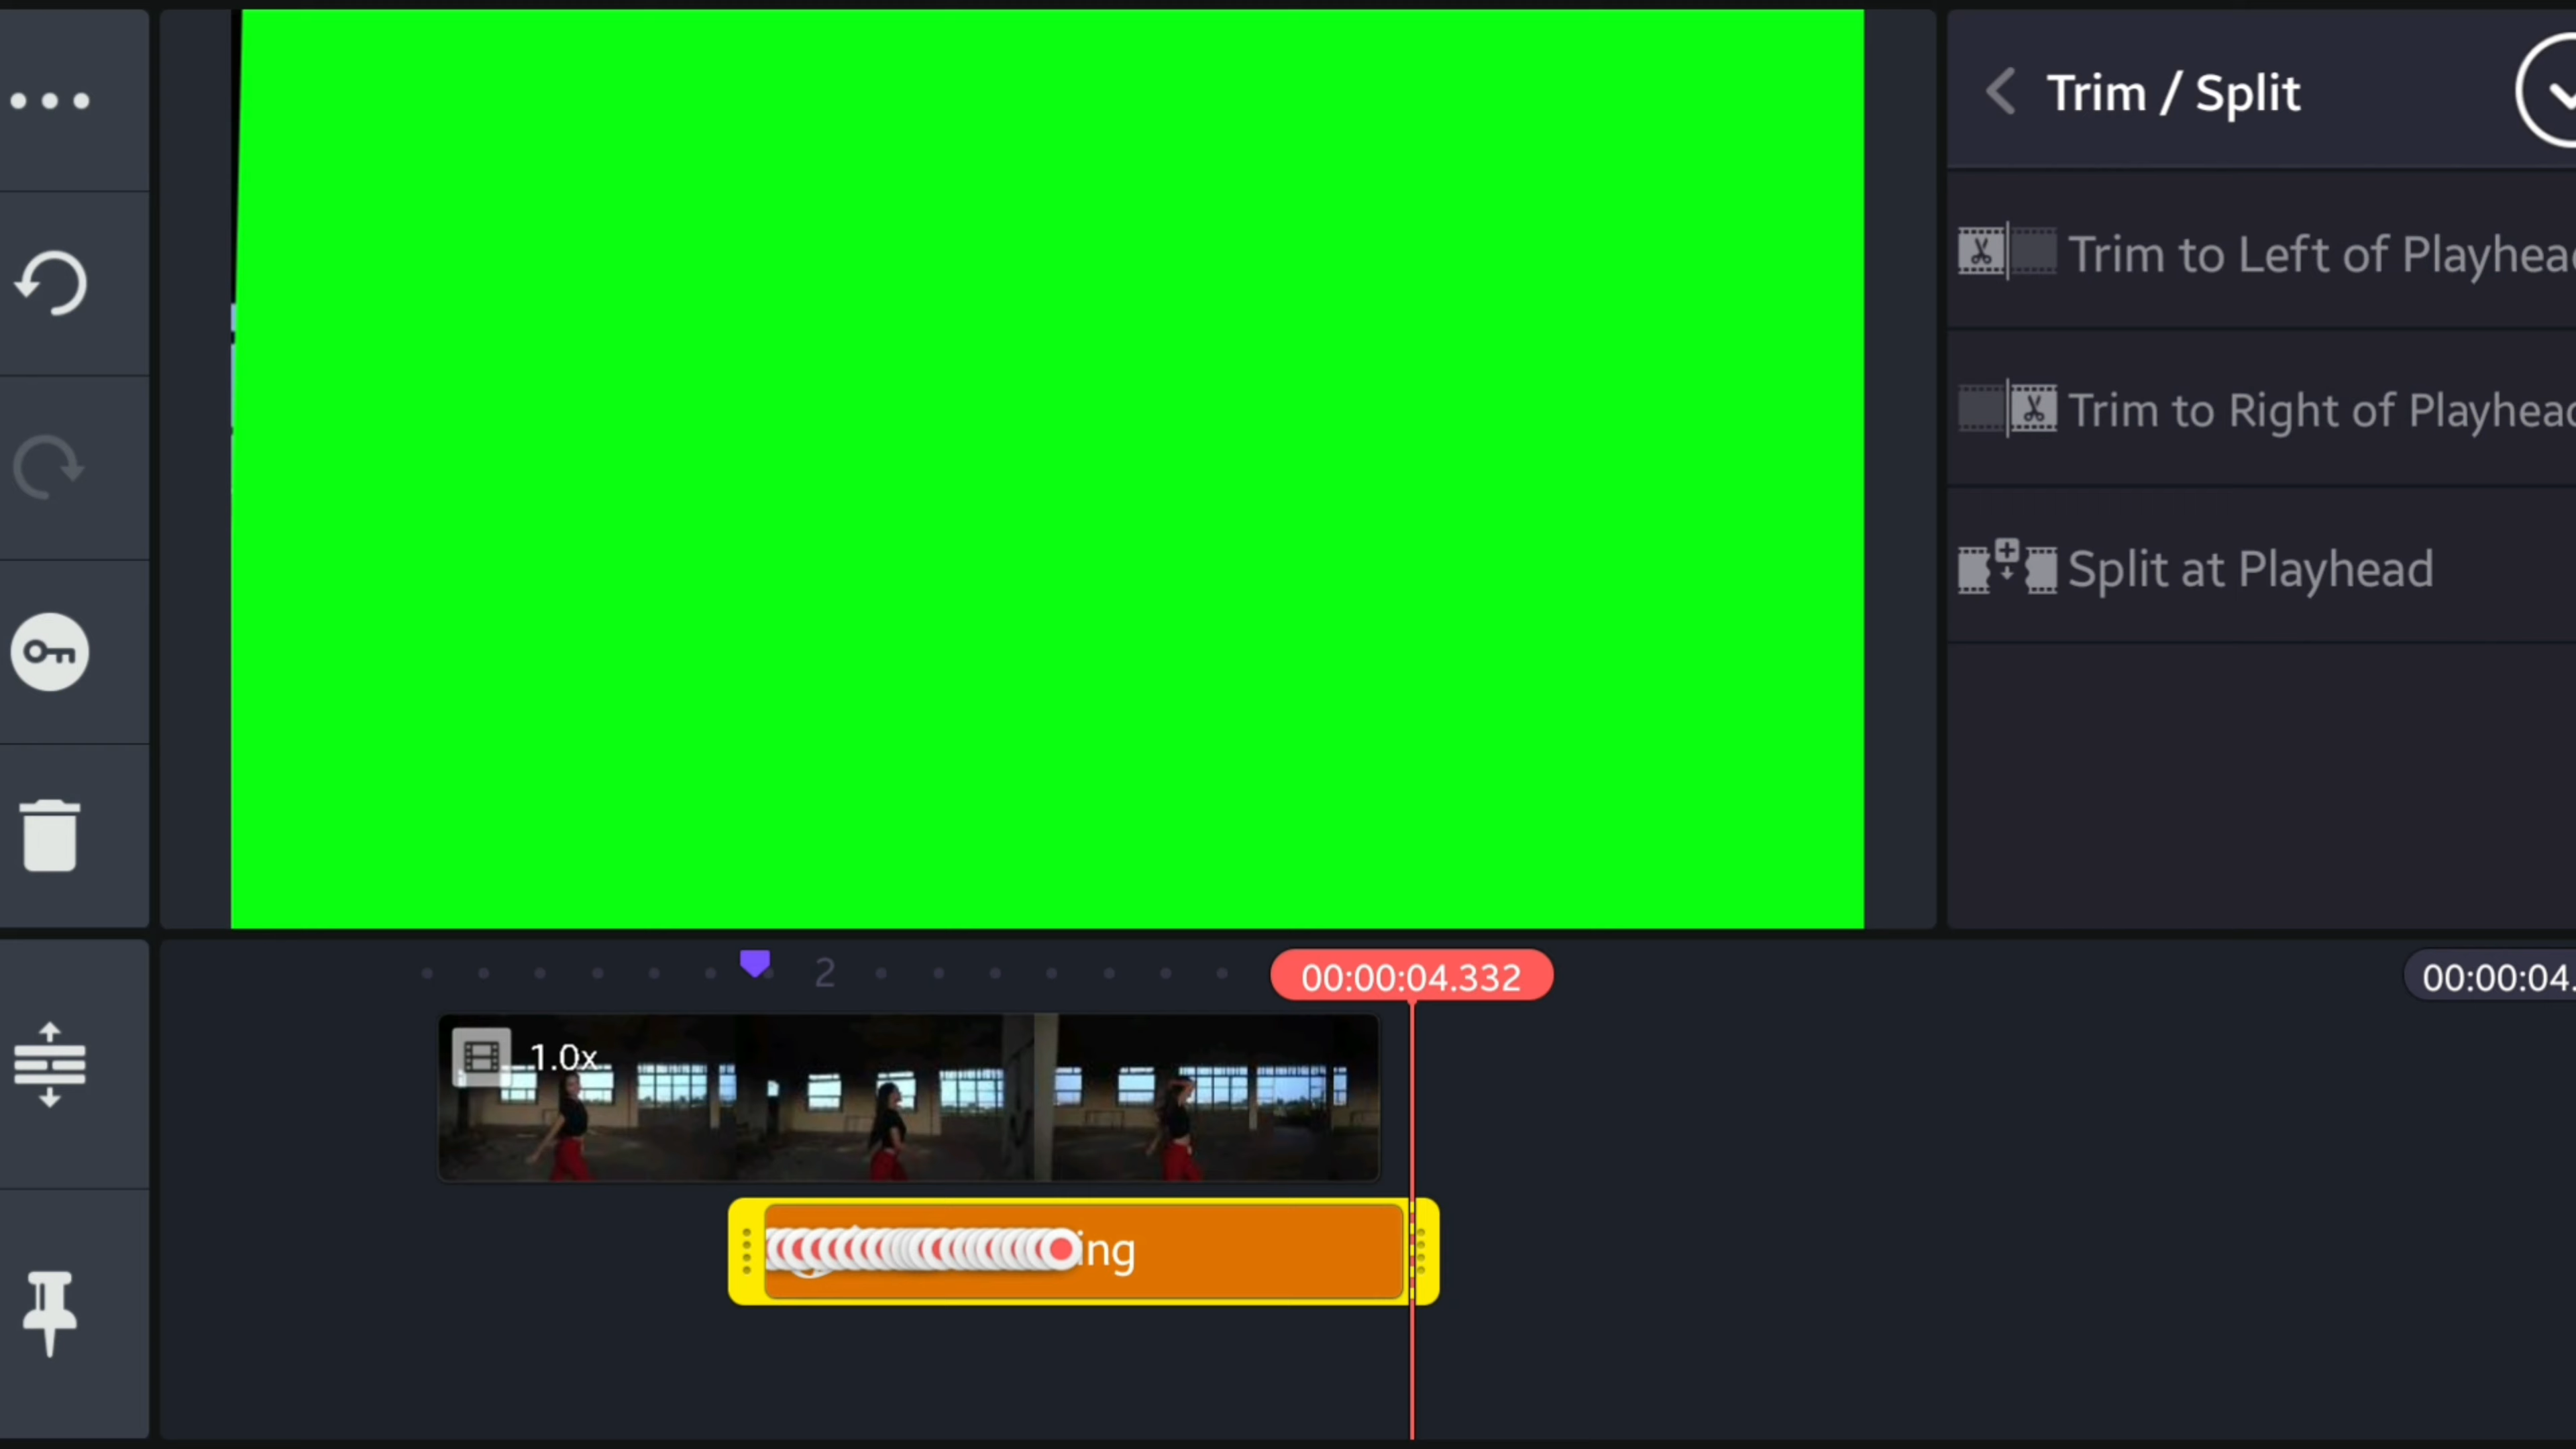 Trim / Split
Trim to Left of Playhea
Trim to Right of Playhea
Split at Playhead
2
00:00:04.332
00:00:04.
1.0x
ing